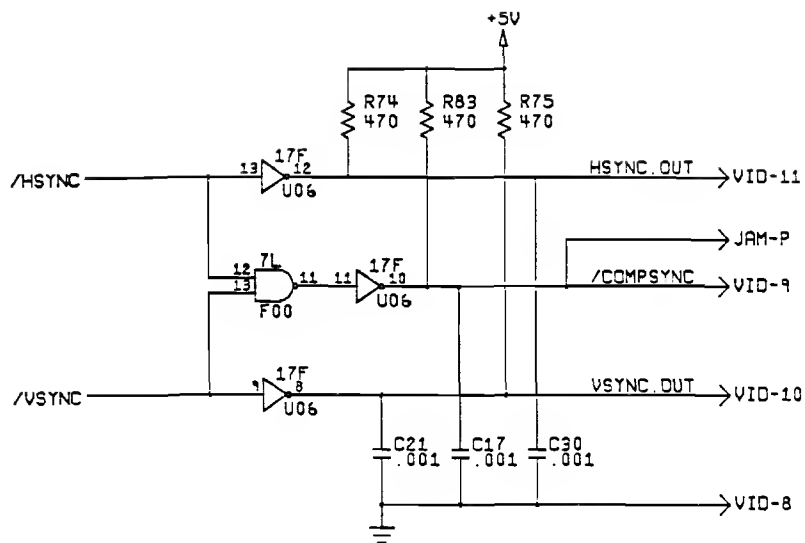 +5V
R74
470
R83
470
R75
470
/HSYNC
13
17F
12
U06
HSYNC.OUT
VID-11
JAM-P
12
13
7L
F00
11
11
17F
10
U06
/COMPSYNC
VID-9
/VSYNC
9
17F
8
U06
VSYNC.OUT
VID-10
C21
.001
C17
.001
C30
.001
VID-8